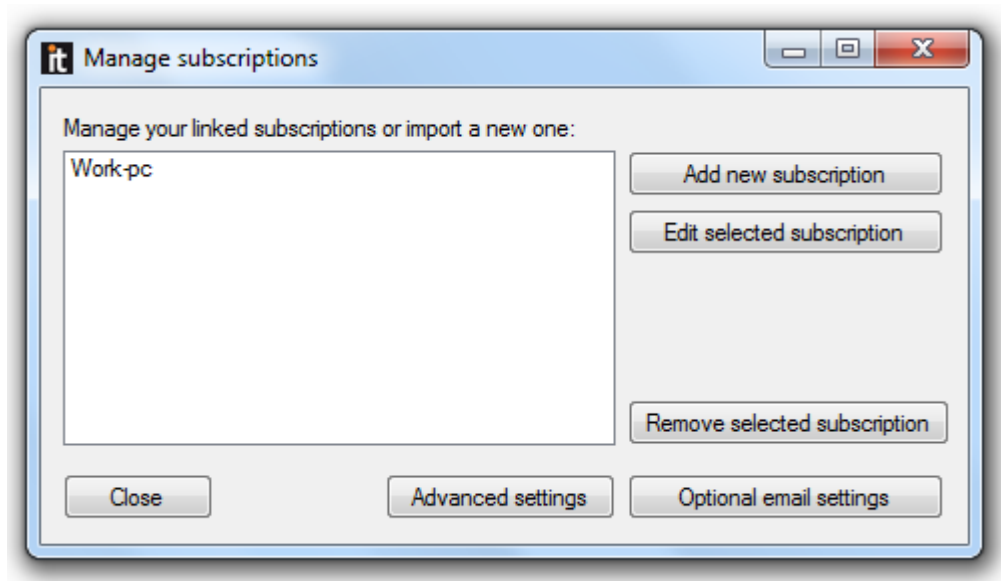 it Manage subscriptions
Manage your linked subscriptions or import a new one:
Work-pc
Add new subscription
Edit selected subscription
Remove selected subscription
Close
Advanced settings
Optional email settings